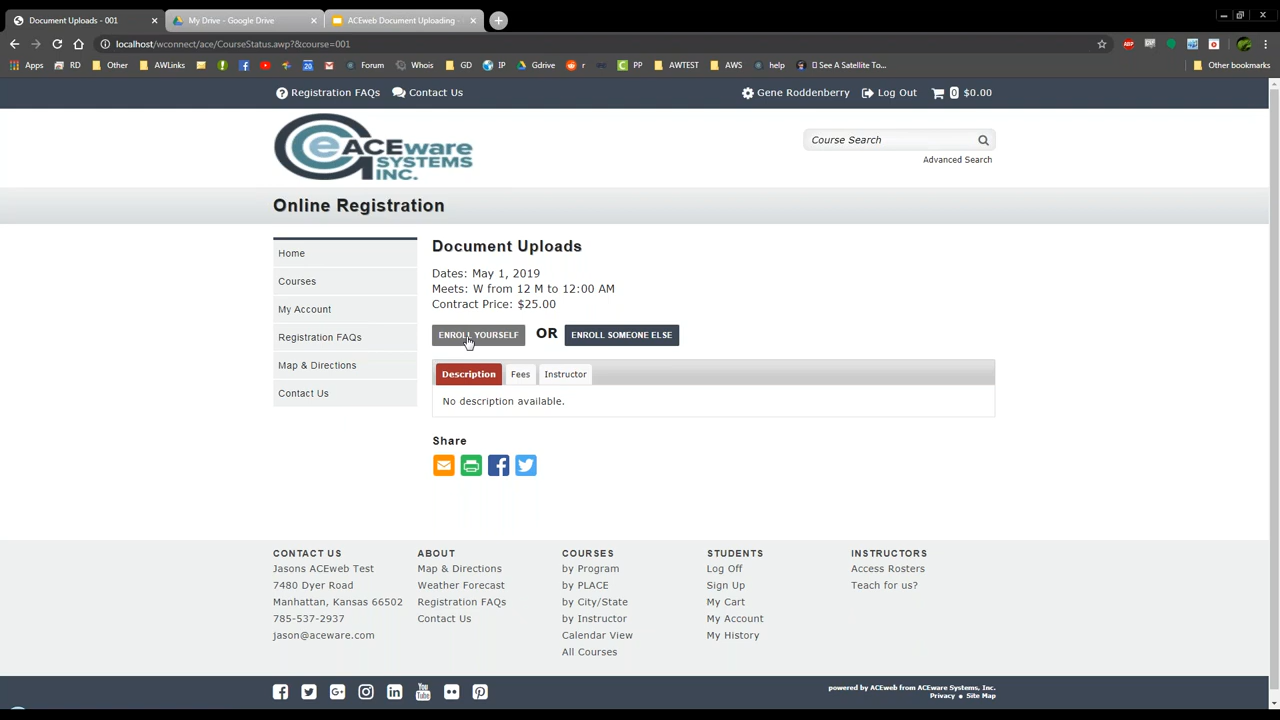 Document Uploads - 001
My Drive - Google Drive
ACEweb Document Uploading -
localhost/wconnect/ace/CourseStatus.awp?&course=001
Apps RD Other AWLinks Forum Whois GD IP Gdrive r PP AWTEST AWS help See A Satellite To... Other bookmarks
Registration FAQs Contact Us Gene Roddenberry Log Out 0 $0.00
ACEware
SYSTEMS
INC.
Course Search
Advanced Search
Online Registration
Home
Courses
My Account
Registration FAQs
Map & Directions
Contact Us
Document Uploads
Dates: May 1, 2019
Meets: W from 12 M to 12:00 AM
Contract Price: $25.00
ENROLL YOURSELF OR ENROLL SOMEONE ELSE
Description Fees Instructor
No description available.
Share
CONTACT US
Jasons ACEweb Test
7480 Dyer Road
Manhattan, Kansas 66502
785-537-2937
jason@aceware.com
ABOUT
Map & Directions
Weather Forecast
Registration FAQs
Contact Us
COURSES
by Program
by PLACE
by City/State
by Instructor
Calendar View
All Courses
STUDENTS
Log Off
Sign Up
My Cart
My Account
My History
INSTRUCTORS
Access Rosters
Teach for us?
powered by ACEweb from ACEware Systems, Inc.
Privacy • Site Map